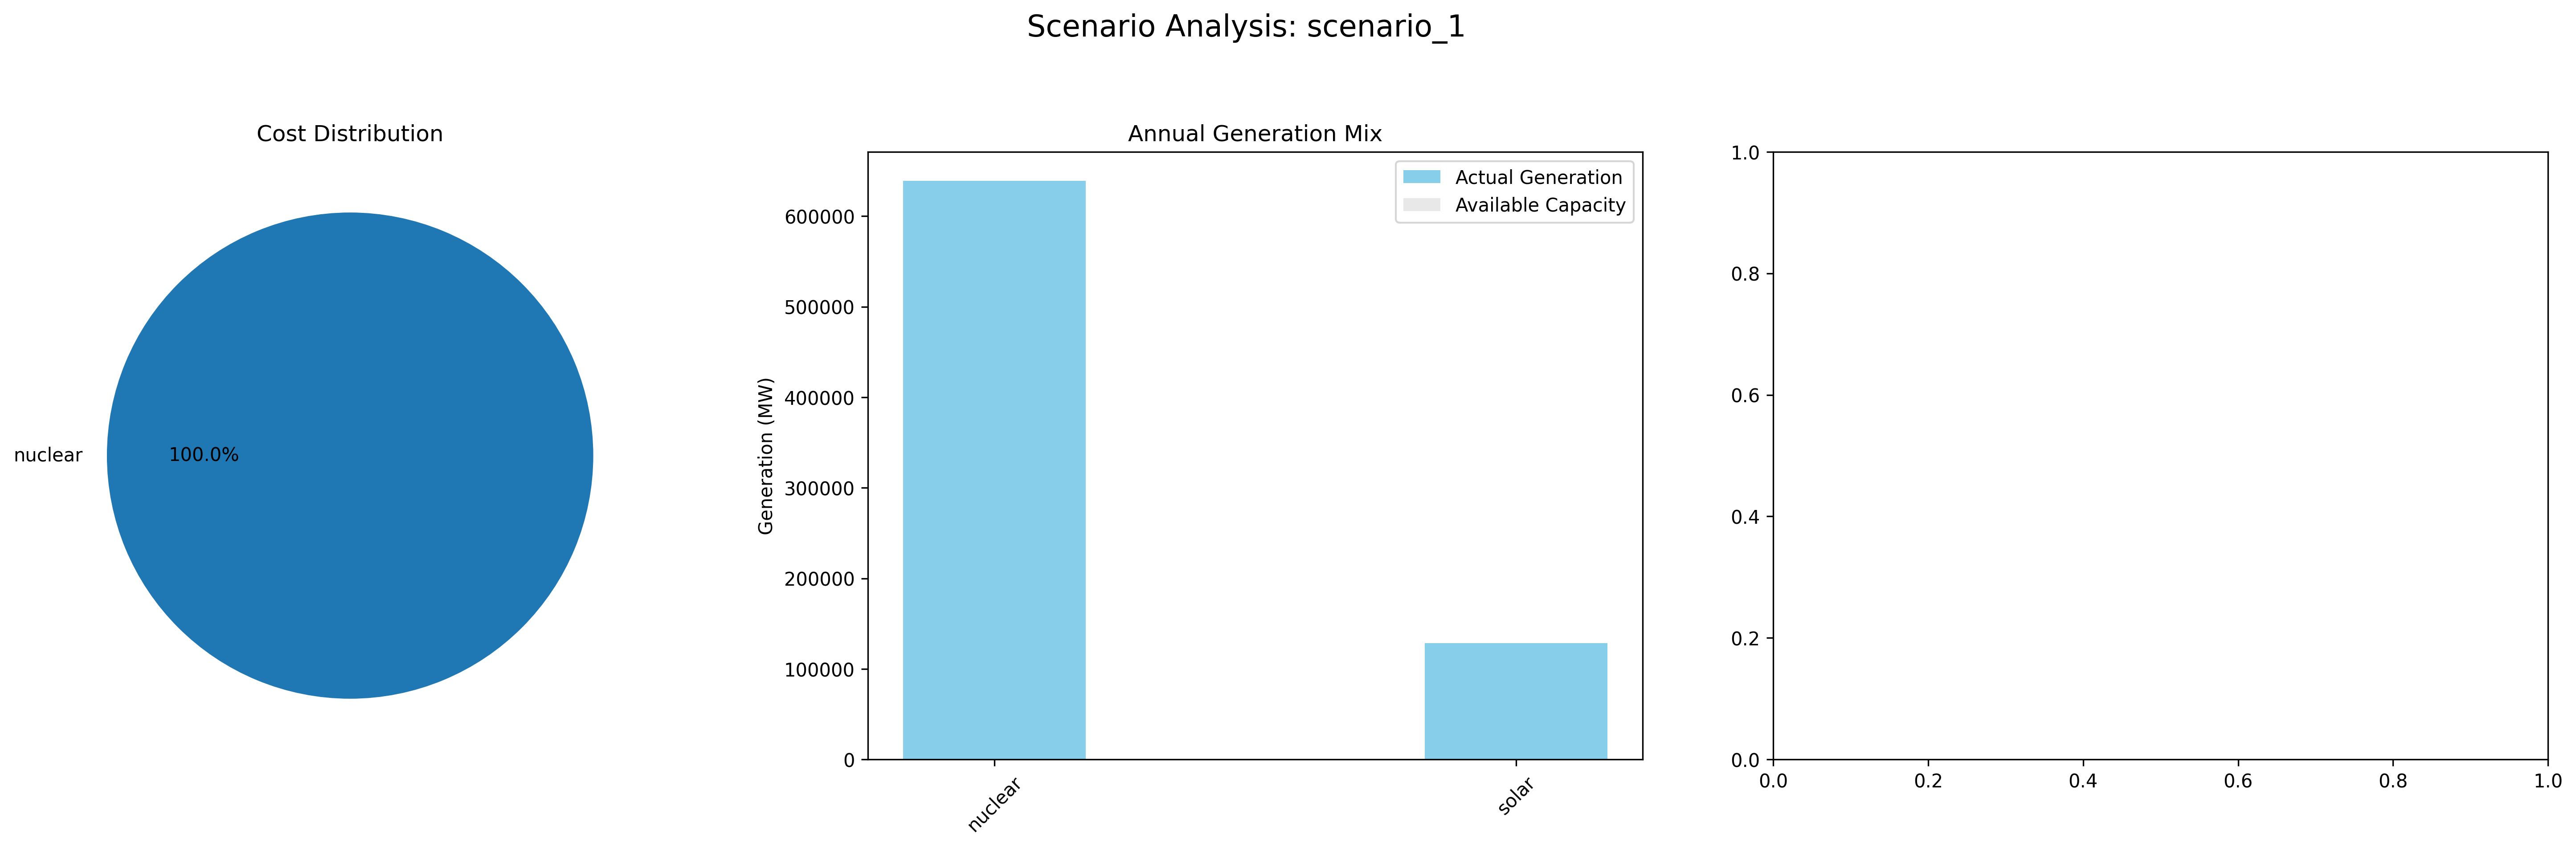 Scenario Analysis: scenario_1
Cost Distribution
nuclear
100.0%
Annual Generation Mix
Actual Generation
Available Capacity
Generation (MW)
600000
500000
400000
300000
200000
100000
0
nuclear
solar
1.0
0.8
0.6
0.4
0.2
0.0
0.0
0.2
0.4
0.6
0.8
1.0